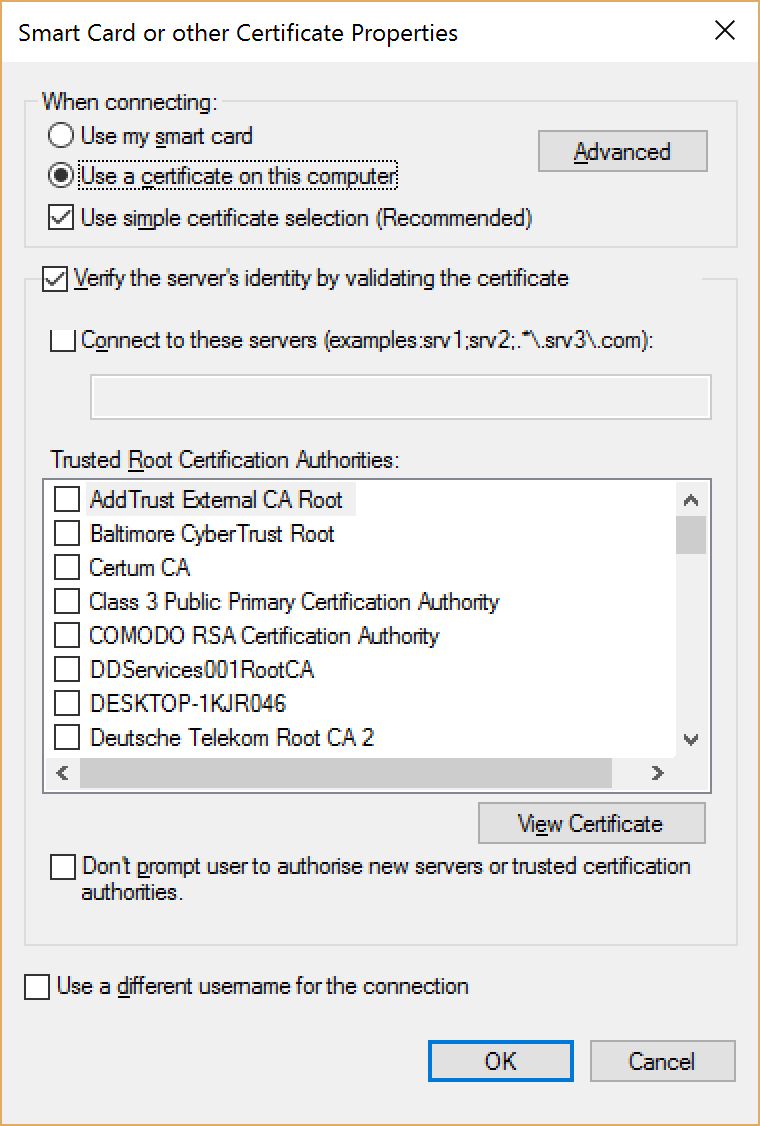 Smart Card or other Certificate Properties
When connecting:
Use my smart card
Advanced
Use a certificate on this computer
Use simple certificate selection (Recommended)
Verify the server's identity by validating the certificate
Connect to these servers (examples:srv1;srv2;.*\.srv3\.com):
Trusted Root Certification Authorities:
AddTrust External CA Root
Baltimore CyberTrust Root
Certum CA
Class 3 Public Primary Certification Authority
COMODO RSA Certification Authority
DDServices001RootCA
DESKTOP-1KJR046
Deutsche Telekom Root CA 2
View Certificate
Don't prompt user to authorise new servers or trusted certification
authorities.
Use a different username for the connection
OK
Cancel